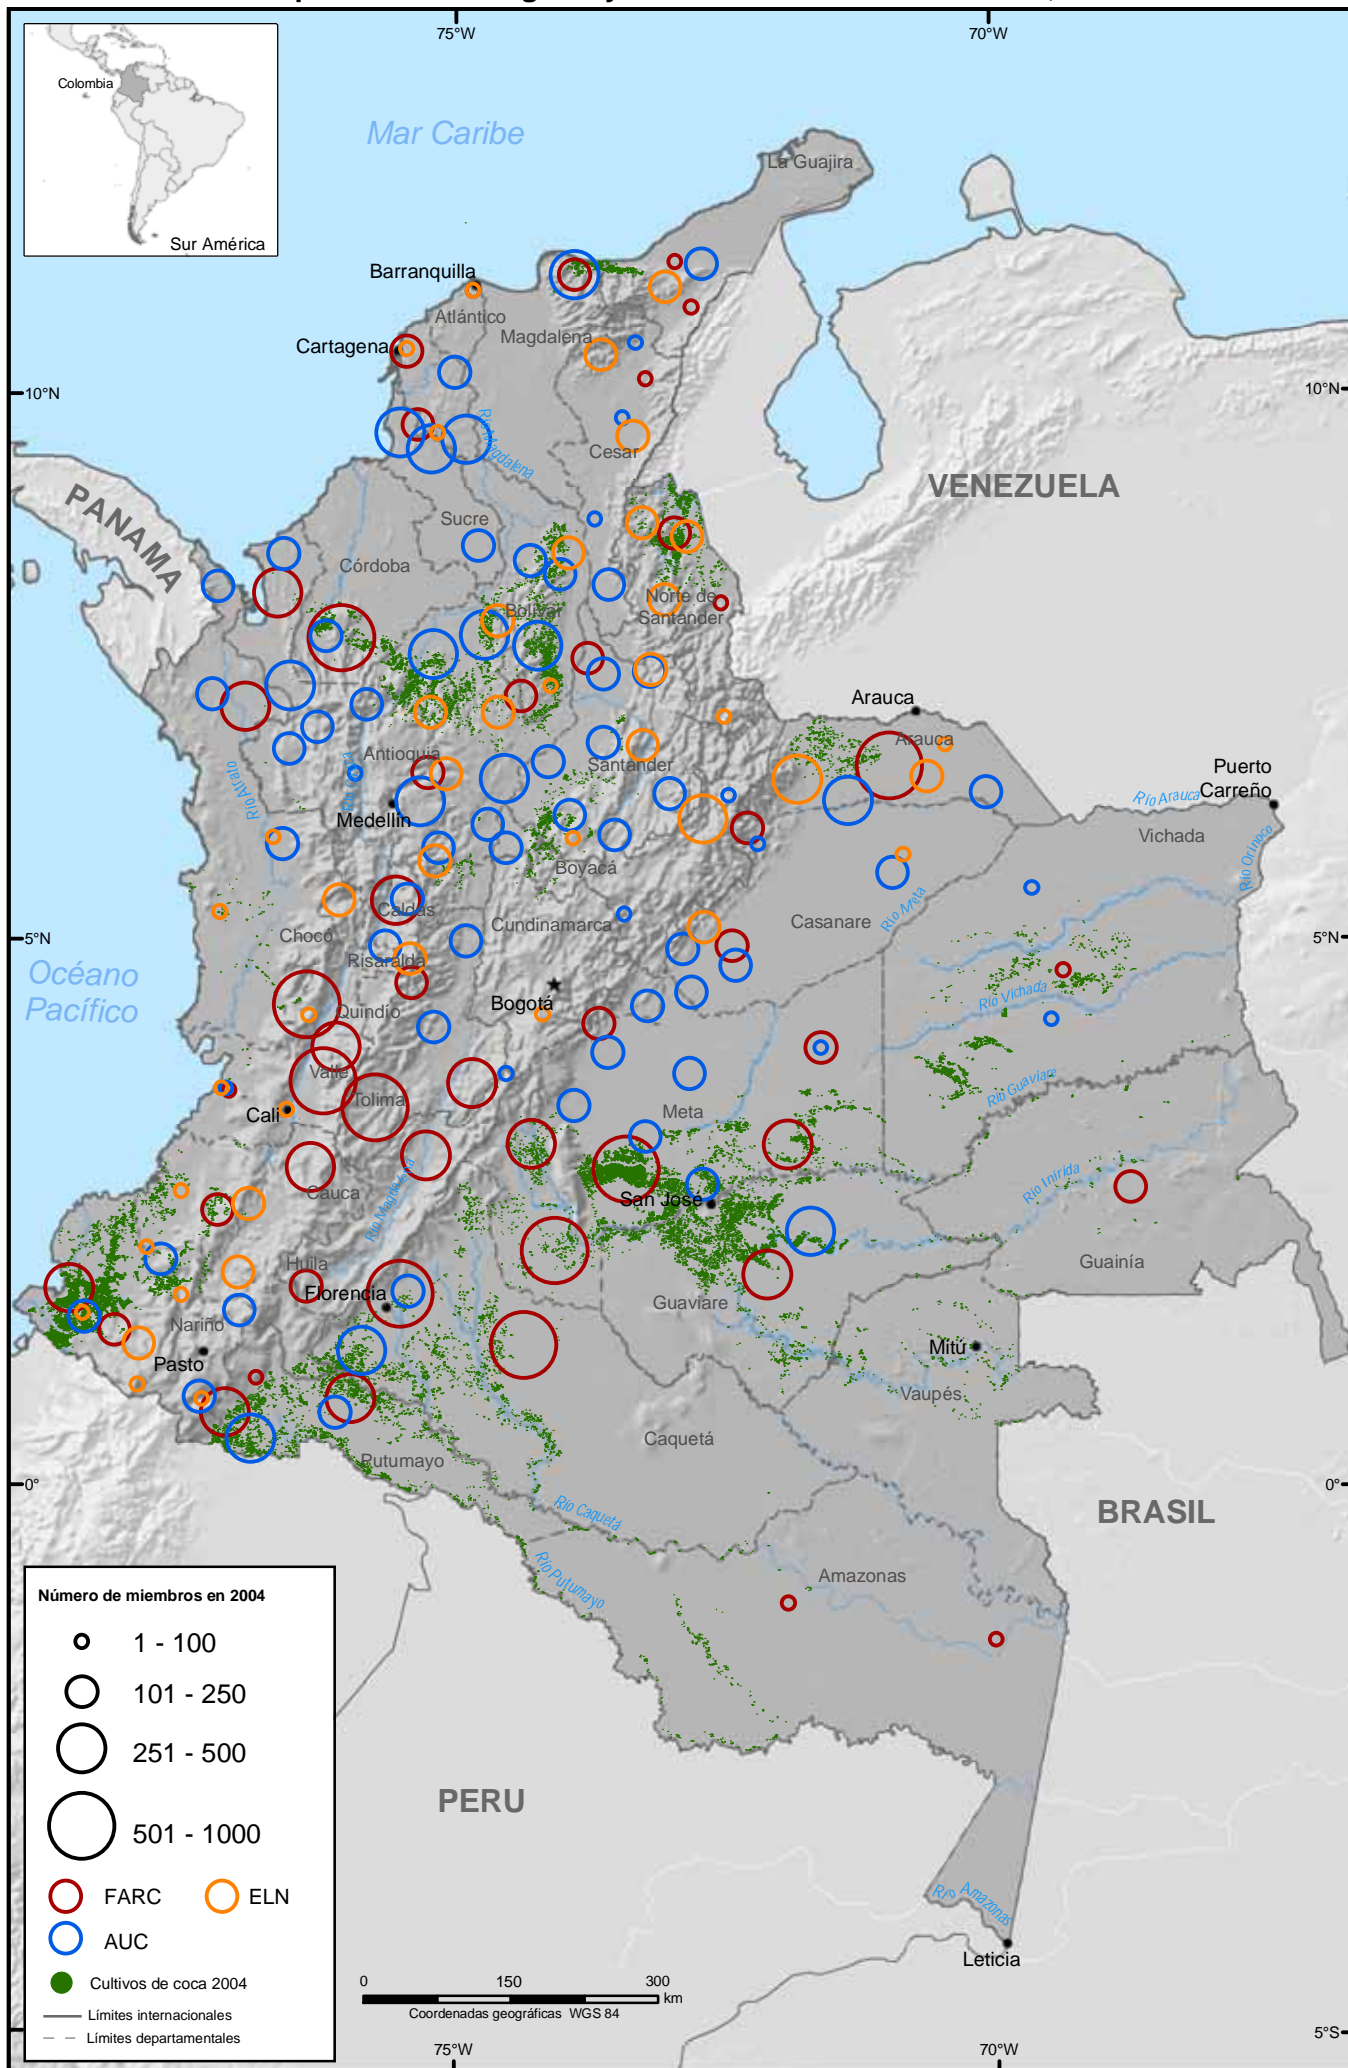 75°W
70°W
Colombia
Sur América
Mar Caribe
La Guajira
Barranquilla
Atlántico
Magdalena
Cartagena
10°N
10°N
Río Magdalena
Cesar
VENEZUELA
PANAMA
Sucre
Córdoba
Bolívar
Norte de
Santander
Arauca
Arauca
Antioquia
Santander
Puerto
Carreño
Río Arauca
Río Atrato
Medellín
Vichada
Río Orinoco
Boyacá
Caldas
Cundinamarca
Casanare
Río Meta
Chocó
5°N
5°N
Risaralda
Océano
Pacífico
Bogotá
Río Vichada
Quindío
Valle
Tolima
Río Guaviare
Cali
Meta
Cauca
Río Magdalena
San José
Río Inírida
Huila
Guainía
Florencia
Guaviare
Nariño
Pasto
Mitú
Vaupés
Caquetá
Putumayo
0°
0°
Río Caquetá
BRASIL
Río Putumayo
Amazonas
Número de miembros en 2004
1 - 100
101 - 250
251 - 500
501 - 1000
FARC
ELN
AUC
Cultivos de coca 2004
Límites internacionales
Límites departamentales
PERU
Río Amazonas
Leticia
0 150 300
km
Coordenadas geográficas WGS 84
5°S
75°W
70°W